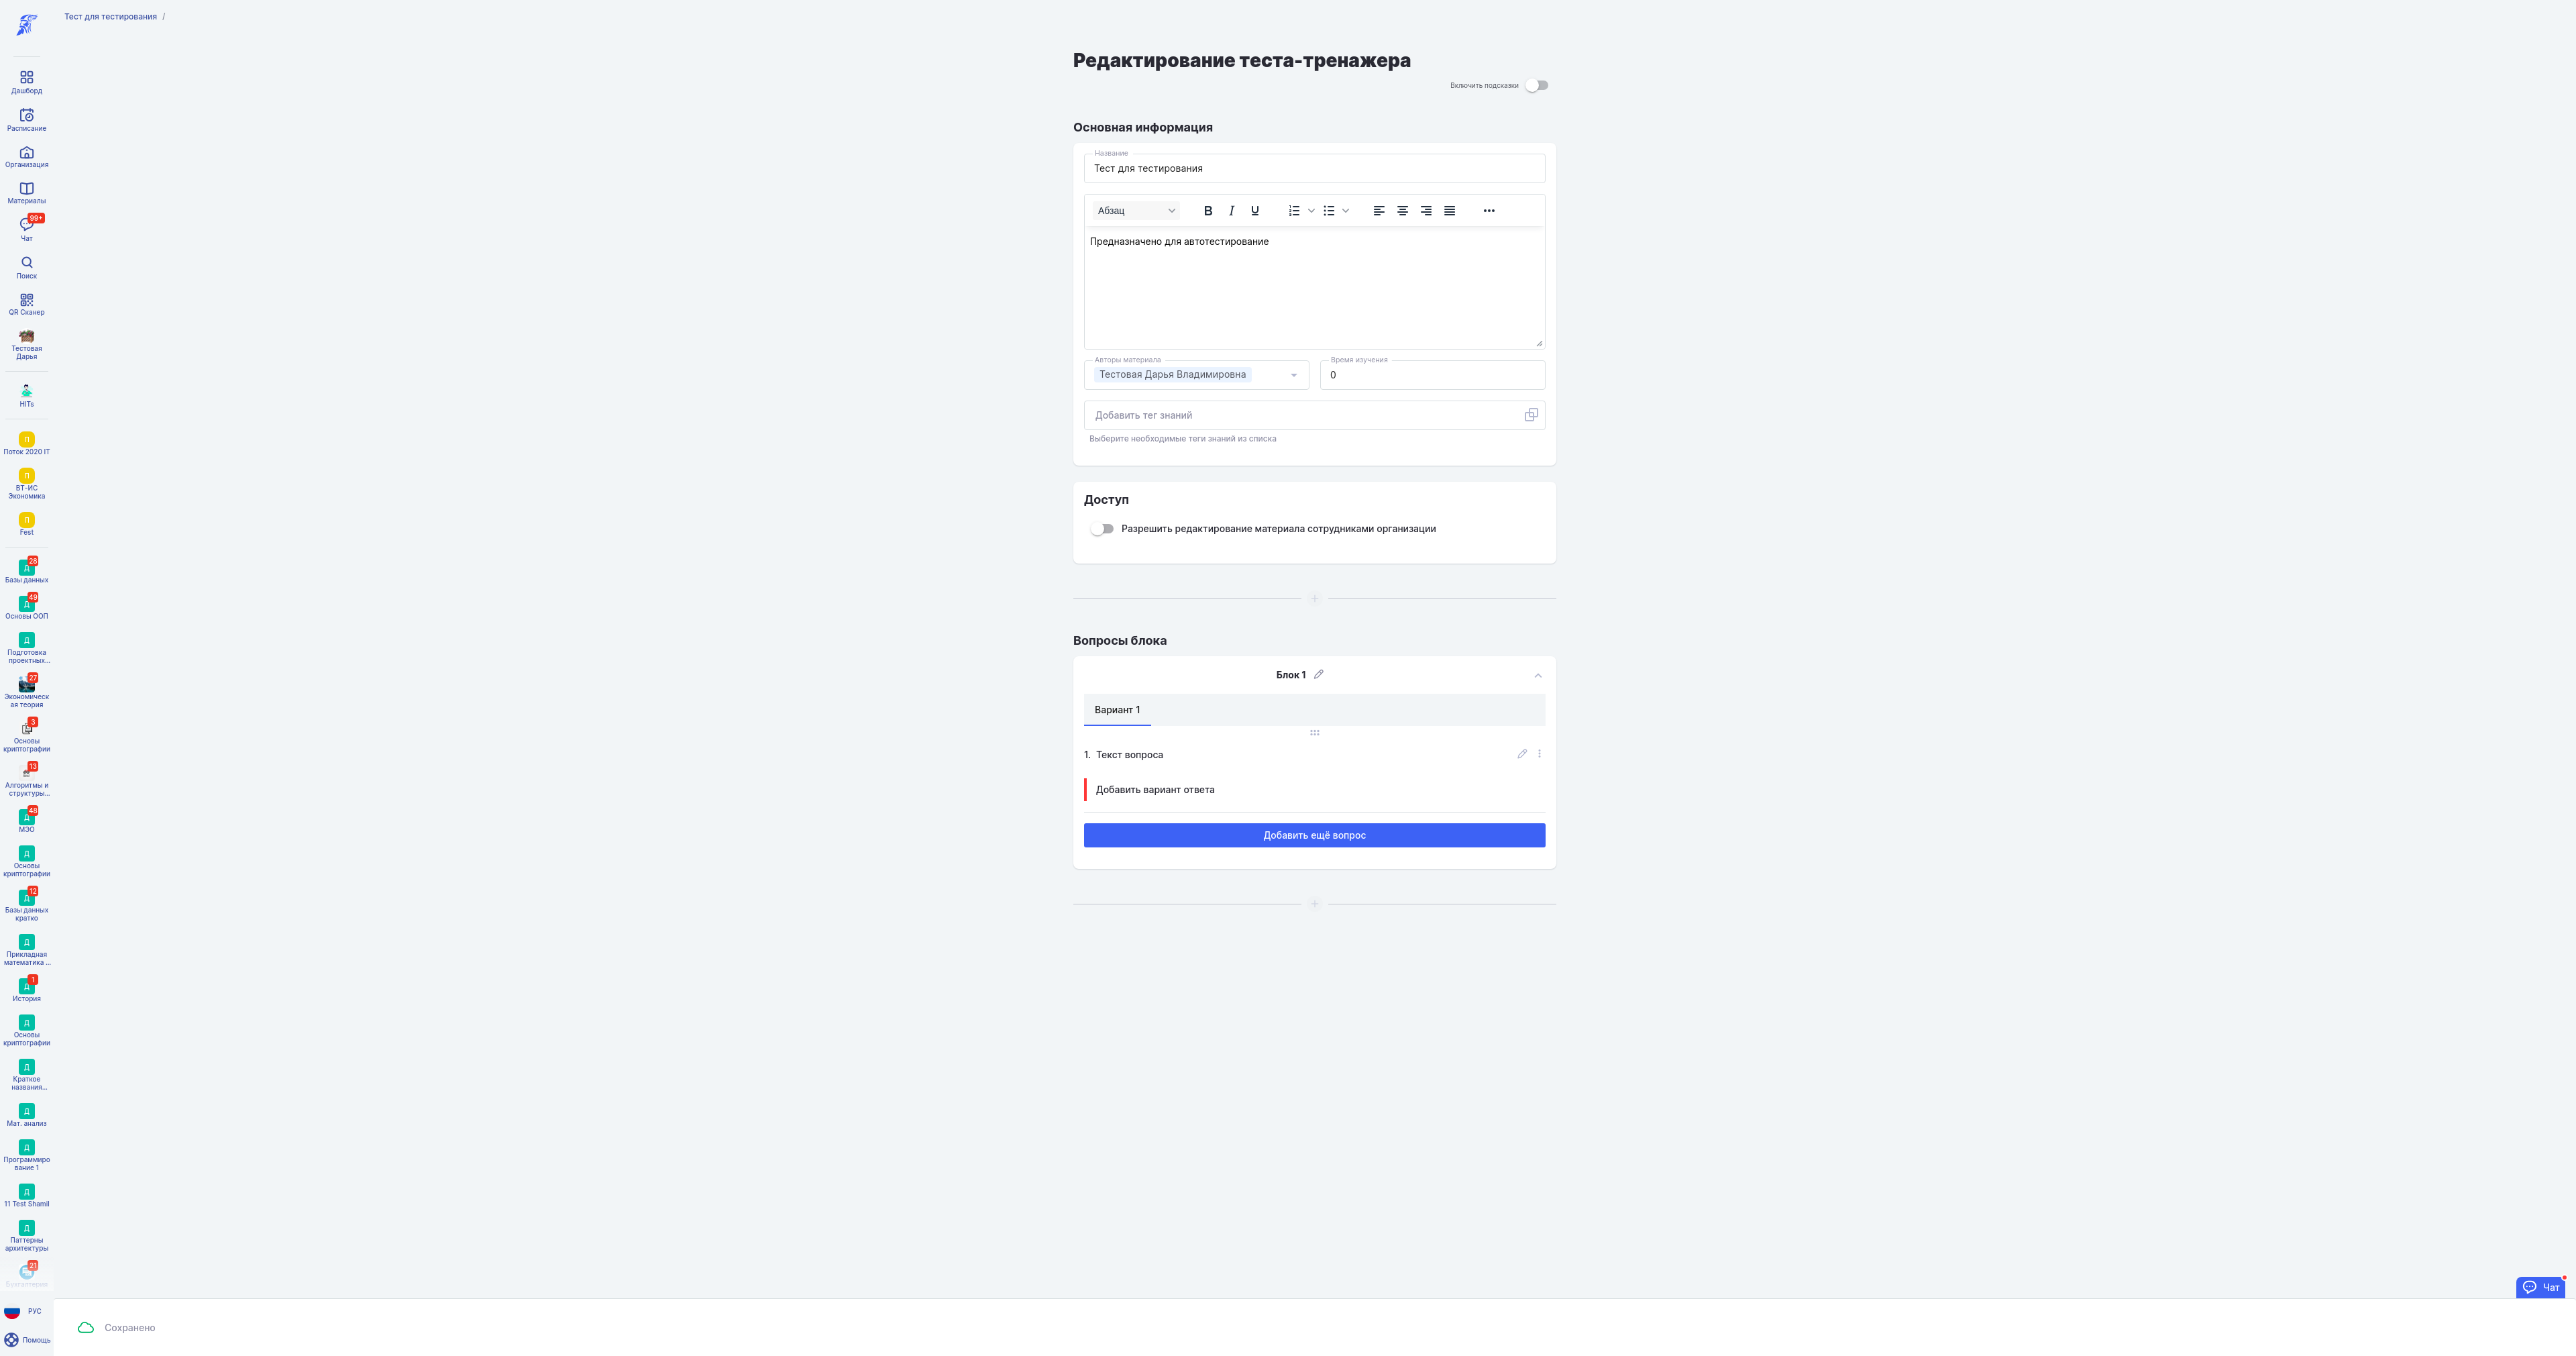 Тест для тестирования /
Дашборд
Расписание
Организация
Материалы
99+
Чат
Поиск
QR Сканер
Тестовая
Дарья
HITs
П
Поток 2020 IT
П
ВТ-ИС
Экономика
П
Fest
28
Д
Базы данных
49
Д
Основы ООП
Д
Подготовка
проектных...
27
Экономическ
ая теория
3
Основы
криптографии
13
Алгоритмы и
структуры...
48
Д
МЭО
Д
Основы
криптографии
12
Д
Базы данных
кратко
Д
Прикладная
математика ...
1
Д
История
Д
Основы
криптографии
Д
Краткое
названия...
Д
Мат. анализ
Д
Программиро
вание 1
Д
11 Test Shamil
Д
Паттерны
архитектуры
21
Бухгалтерия
РУС
Помощь
Редактирование теста-тренажера
Включить подсказки
Основная информация
Название
Тест для тестирования
Абзац
Предназначено для автотестирование
Авторы материала
Тестовая Дарья Владимировна
Время изучения
0
Добавить тег знаний
Выберите необходимые теги знаний из списка
Доступ
Разрешить редактирование материала сотрудниками организации
Вопросы блока
Блок 1
Вариант 1
1. Текст вопроса
Добавить вариант ответа
Добавить ещё вопрос
Чат
Сохранено